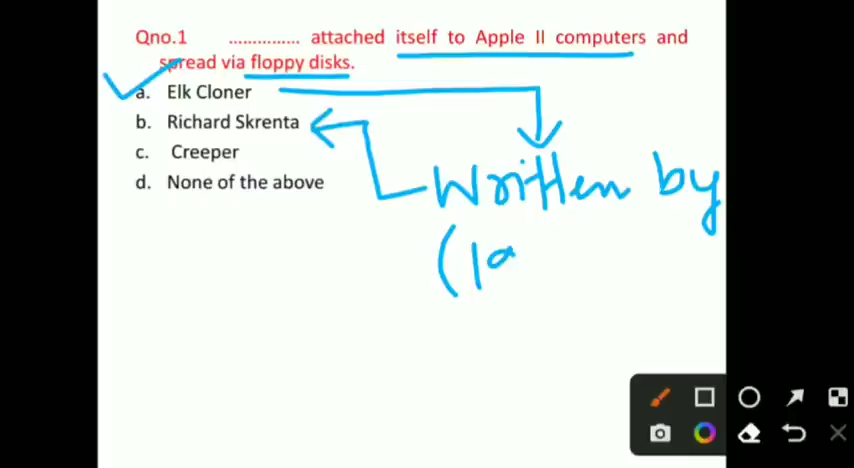 Qno.1 ............... attached itself to Apple II computers and
spread via floppy disks.
a. Elk Cloner
b. Richard Skrenta
c. Creeper
d. None of the above
Written by
(19